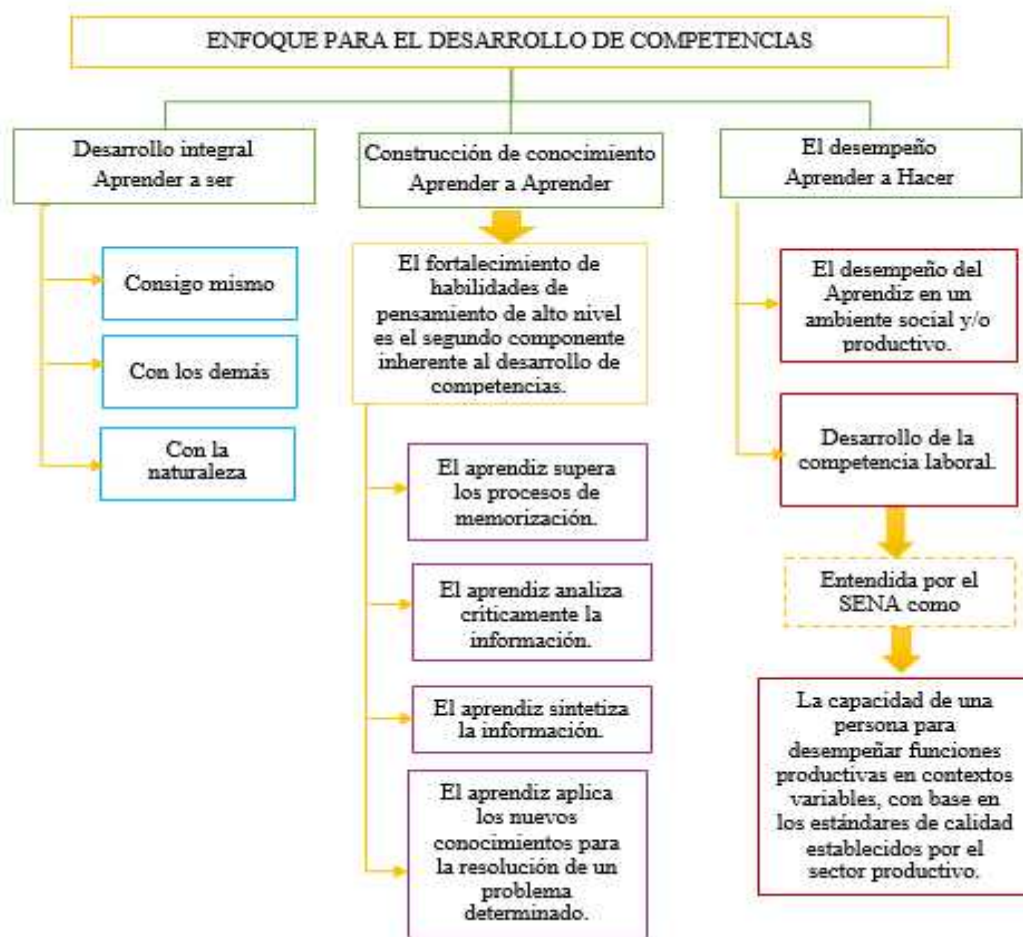 ENFOQUE PARA EL DESARROLLO DE COMPETENCIAS
Desarrollo integral
Aprender a ser
Consigo mismo
Con los demás
Con la
naturaleza
Construcción de conocimiento
Aprender a Aprender
El fortalecimiento de
habilidades de
pensamiento de alto nivel
es el segundo componente
inherente al desarrollo de
competencias.
El aprendiz supera
los procesos de
memorización.
El aprendiz analiza
críticamente la
información.
El aprendiz sintetiza
la información.
El aprendiz aplica
los nuevos
conocimientos para
la resolución de un
problema
determinado.
El desempeño
Aprender a Hacer
El desempeño del
Aprendiz en un
ambiente social y/o
productivo.
Desarrollo de la
competencia laboral.
Entendida por el
SENA como
La capacidad de una
persona para
desempeñar funciones
productivas en contextos
variables, con base en
los estándares de calidad
establecidos por el
sector productivo.